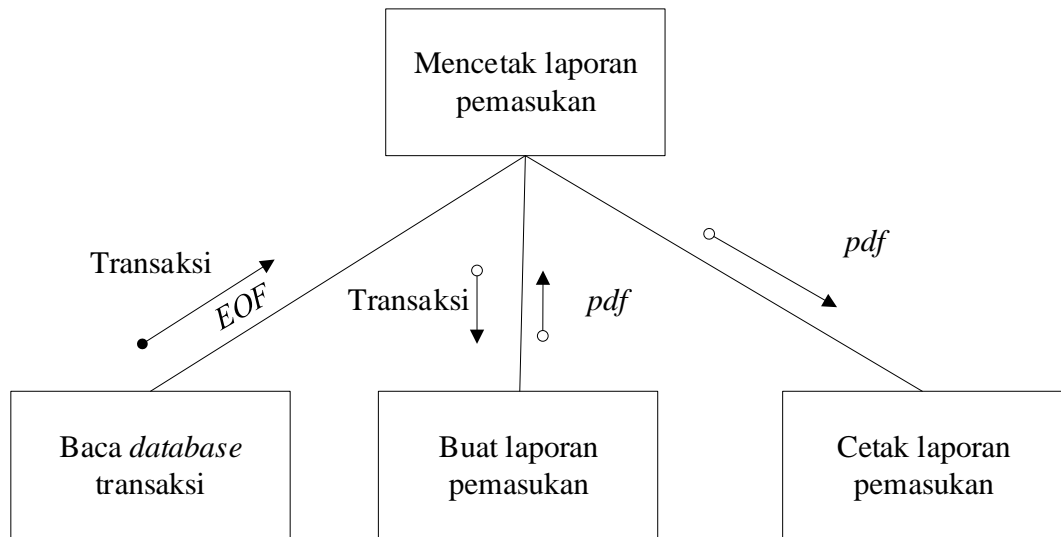 Mencetak laporan
pemasukan
Transaksi
EOF
Transaksi
pdf
pdf
Baca database
transaksi
Buat laporan
pemasukan
Cetak laporan
pemasukan